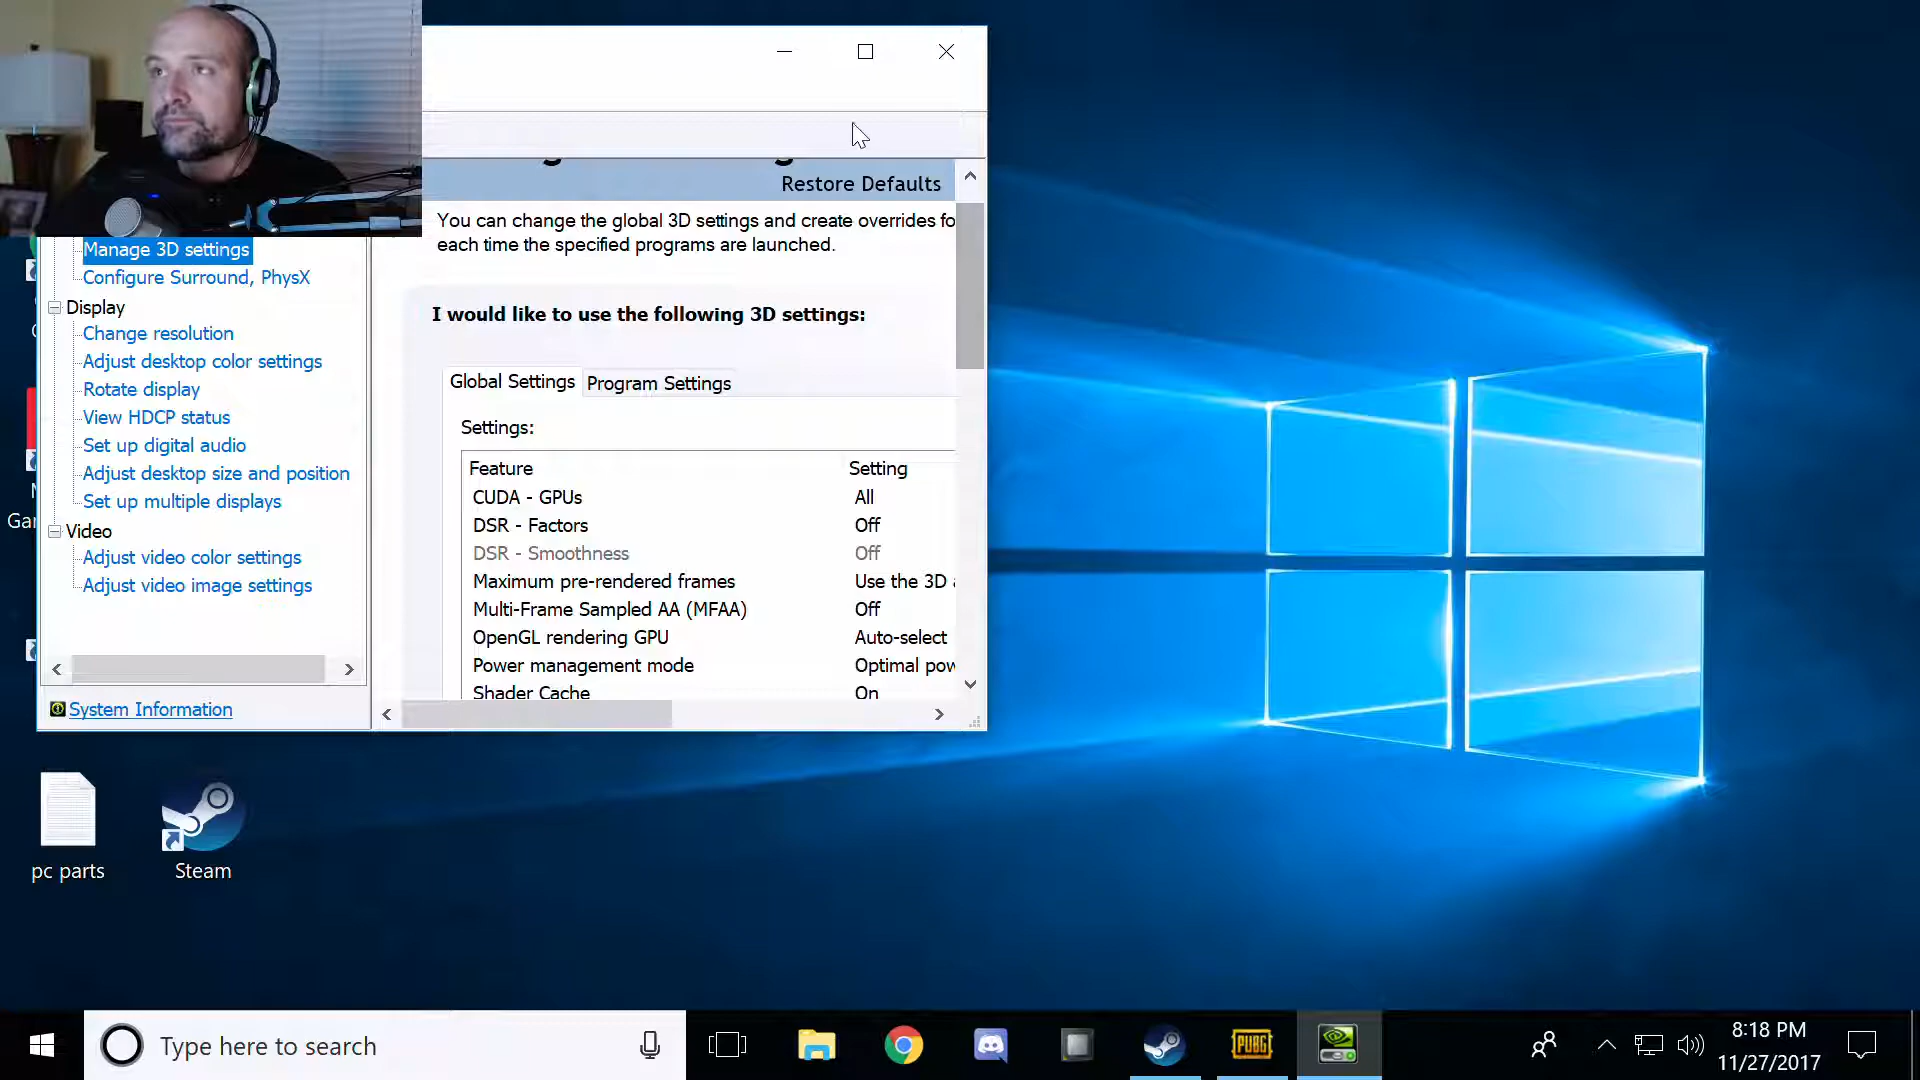 Restore Defaults
You can change the global 3D settings and create overrides fo
each time the specified programs are launched.
Manage 3D settings
Configure Surround, PhysX
Display
Change resolution
Adjust desktop color settings
Rotate display
View HDCP status
Set up digital audio
Adjust desktop size and position
Set up multiple displays
Video
Adjust video color settings
Adjust video image settings
System Information
I would like to use the following 3D settings:
Global Settings
Program Settings
Settings:
Feature Setting
CUDA - GPUs All
DSR - Factors Off
DSR - Smoothness Off
Maximum pre-rendered frames Use the 3D a
Multi-Frame Sampled AA (MFAA) Off
OpenGL rendering GPU Auto-select
Power management mode Optimal pow
Shader Cache On
Gar
pc parts
Steam
Type here to search
PUBG
8:18 PM
11/27/2017